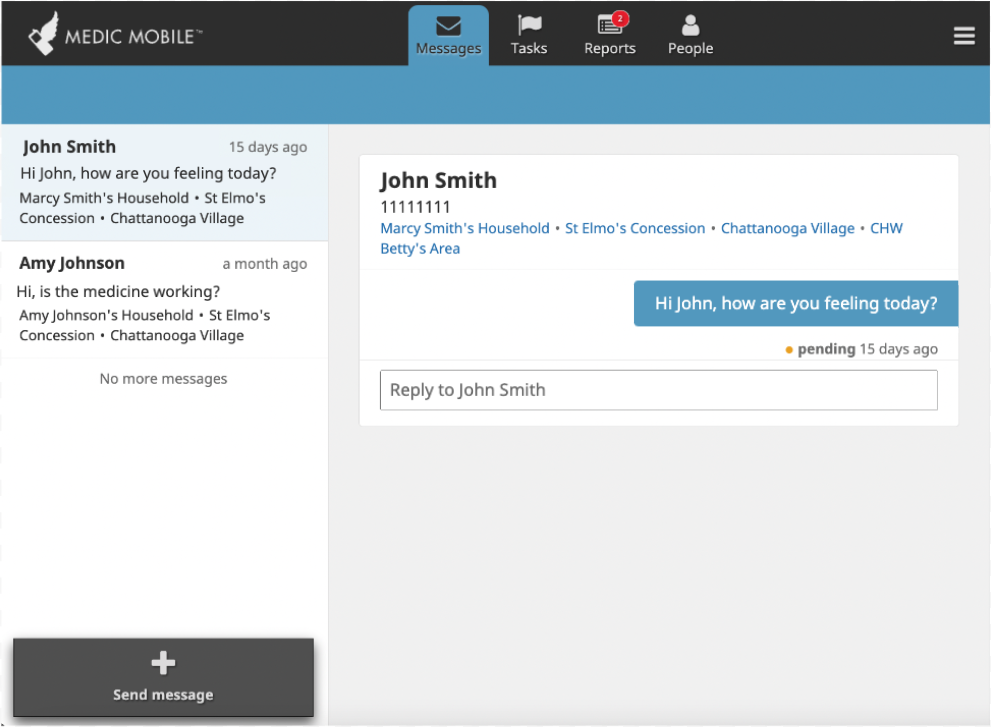 MEDIC MOBILE™
Messages
Tasks
2
Reports
People
John Smith
15 days ago
Hi John, how are you feeling today?
Marcy Smith's Household • St Elmo's
Concession • Chattanooga Village
Amy Johnson
a month ago
Hi, is the medicine working?
Amy Johnson's Household • St Elmo's
Concession • Chattanooga Village
No more messages
Send message
John Smith
11111111
Marcy Smith's Household • St Elmo's Concession • Chattanooga Village • CHW
Betty's Area
Hi John, how are you feeling today?
pending 15 days ago
Reply to John Smith